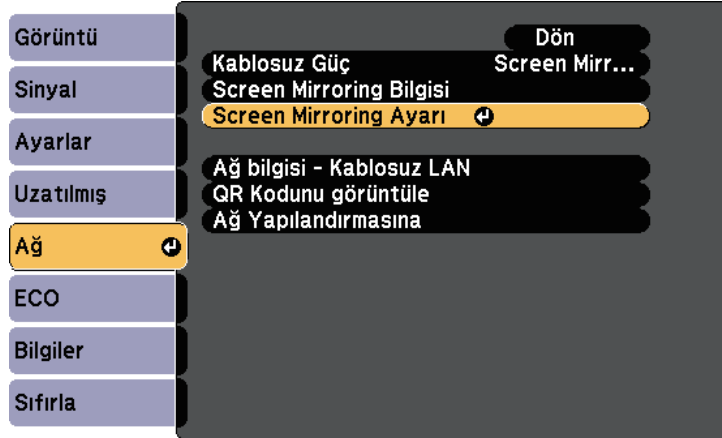 Görüntü
Sinyal
Ayarlar
Uzatılmış
Ağ
ECO
Bilgiler
Sıfırla
Dön
Kablosuz Güç Screen Mirr...
Screen Mirroring Bilgisi
Screen Mirroring Ayarı
Ağ bilgisi - Kablosuz LAN
QR Kodunu görüntüle
Ağ Yapılandırmasına